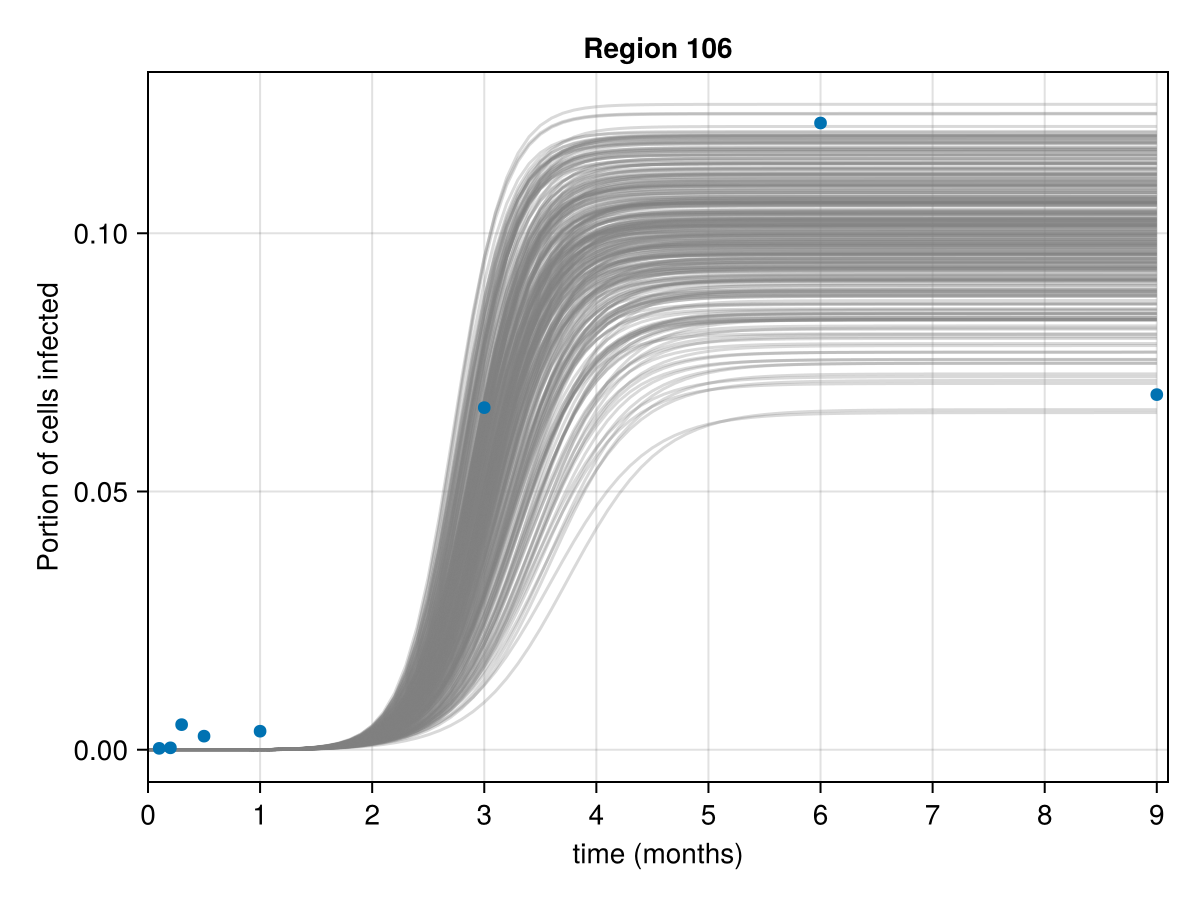 Region 106
Portion of cells infected
0.10
0.05
0.00
0 1 2 3 4 5 6 7 8 9
time (months)